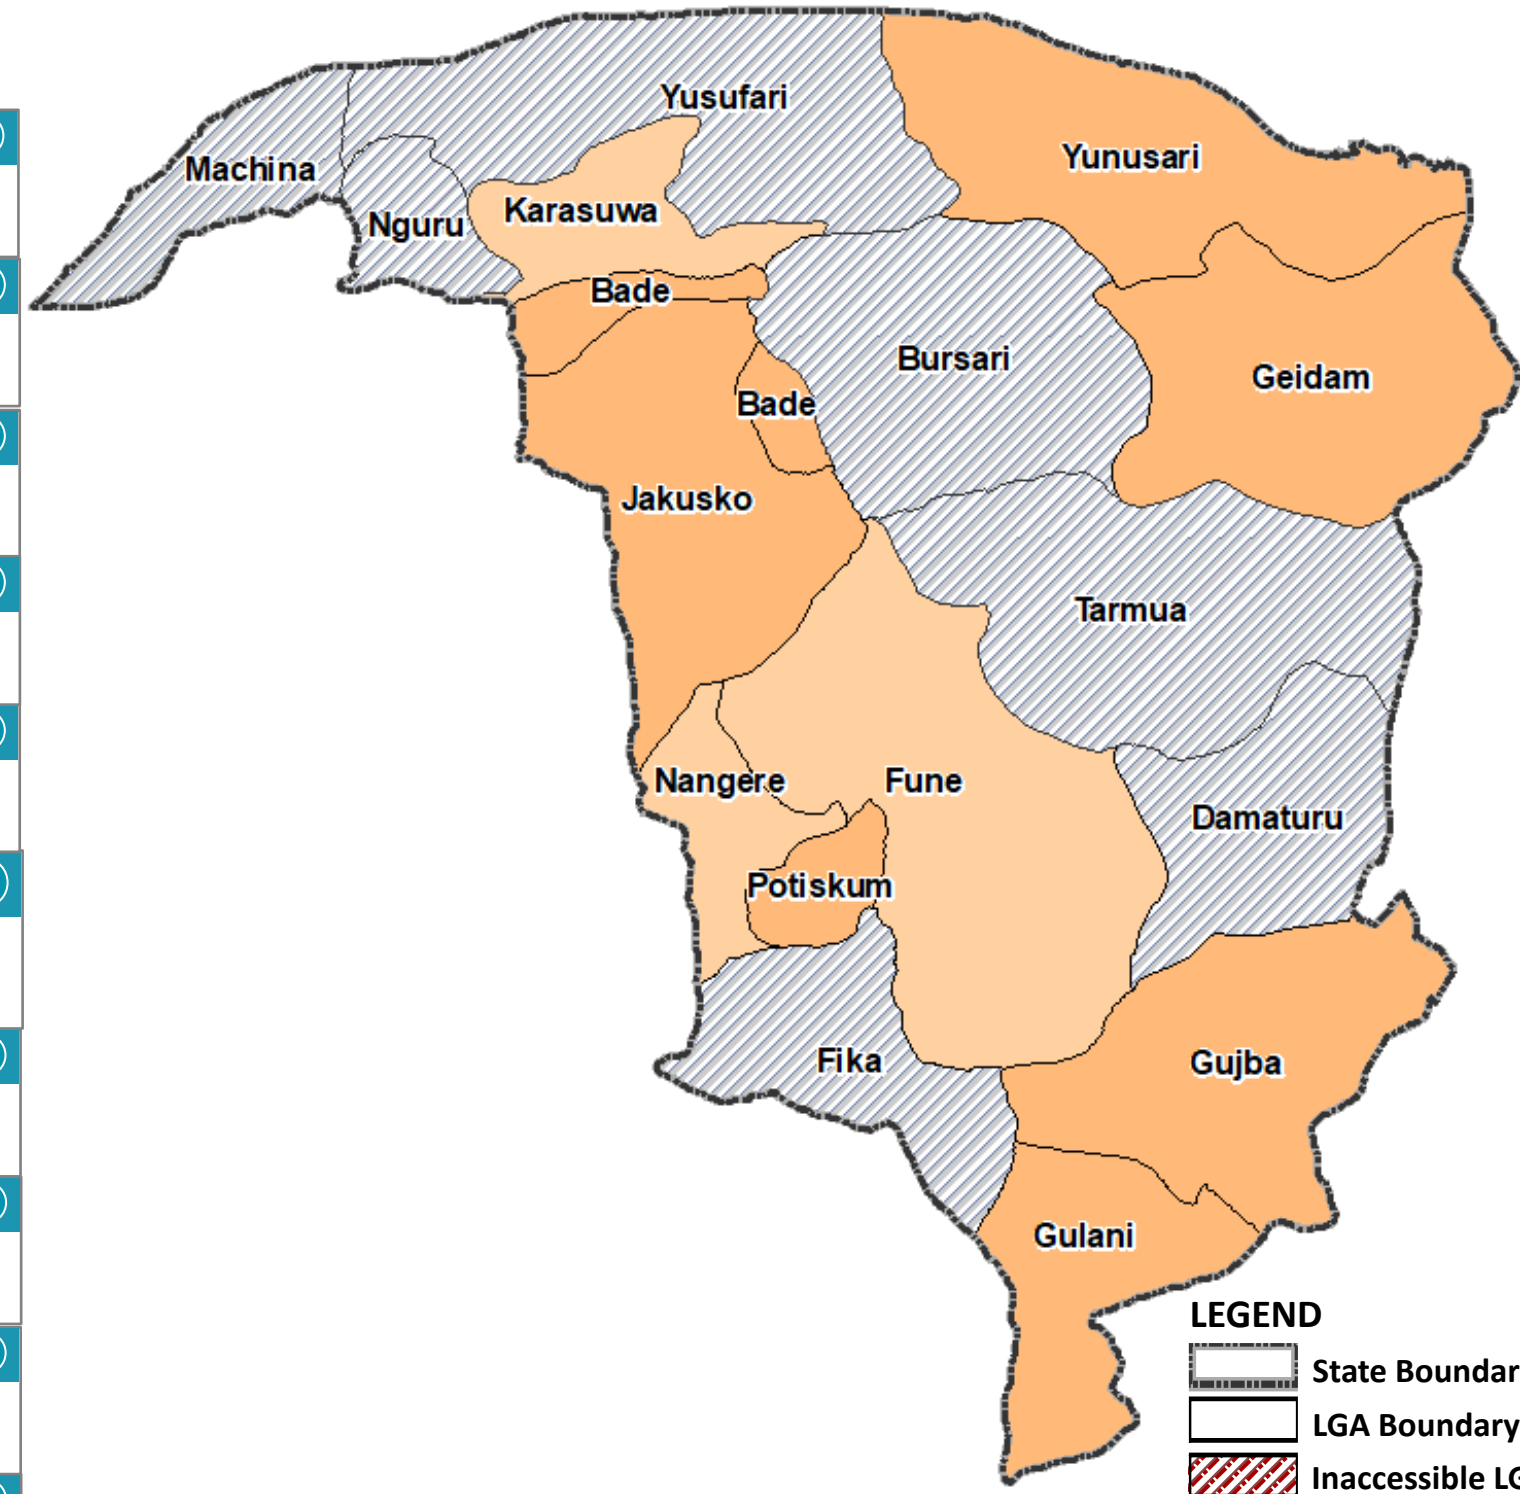 Yusufari
Yunusari
Machina
Karasuwa
Nguru
Bade
Bursari
Geidam
Bade
Jakusko
Tarmua
Nangere
Fune
Damaturu
Potiskum
Fika
Gujba
Gulani
LEGEND
State Boundar
LGA Boundary
Inaccessible LG